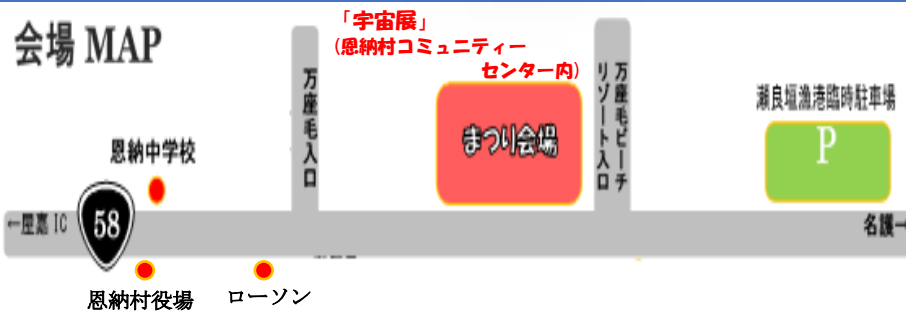 会場 MAP
「宇宙展」
(恩納村コミュニティー
センター内)
万座毛入口
まつり会場
万座毛ビーチ
リゾート入口
瀬良垣漁港臨時駐車場
P
恩納中学校
←屋嘉 IC
58
名護→
恩納村役場
ローソン